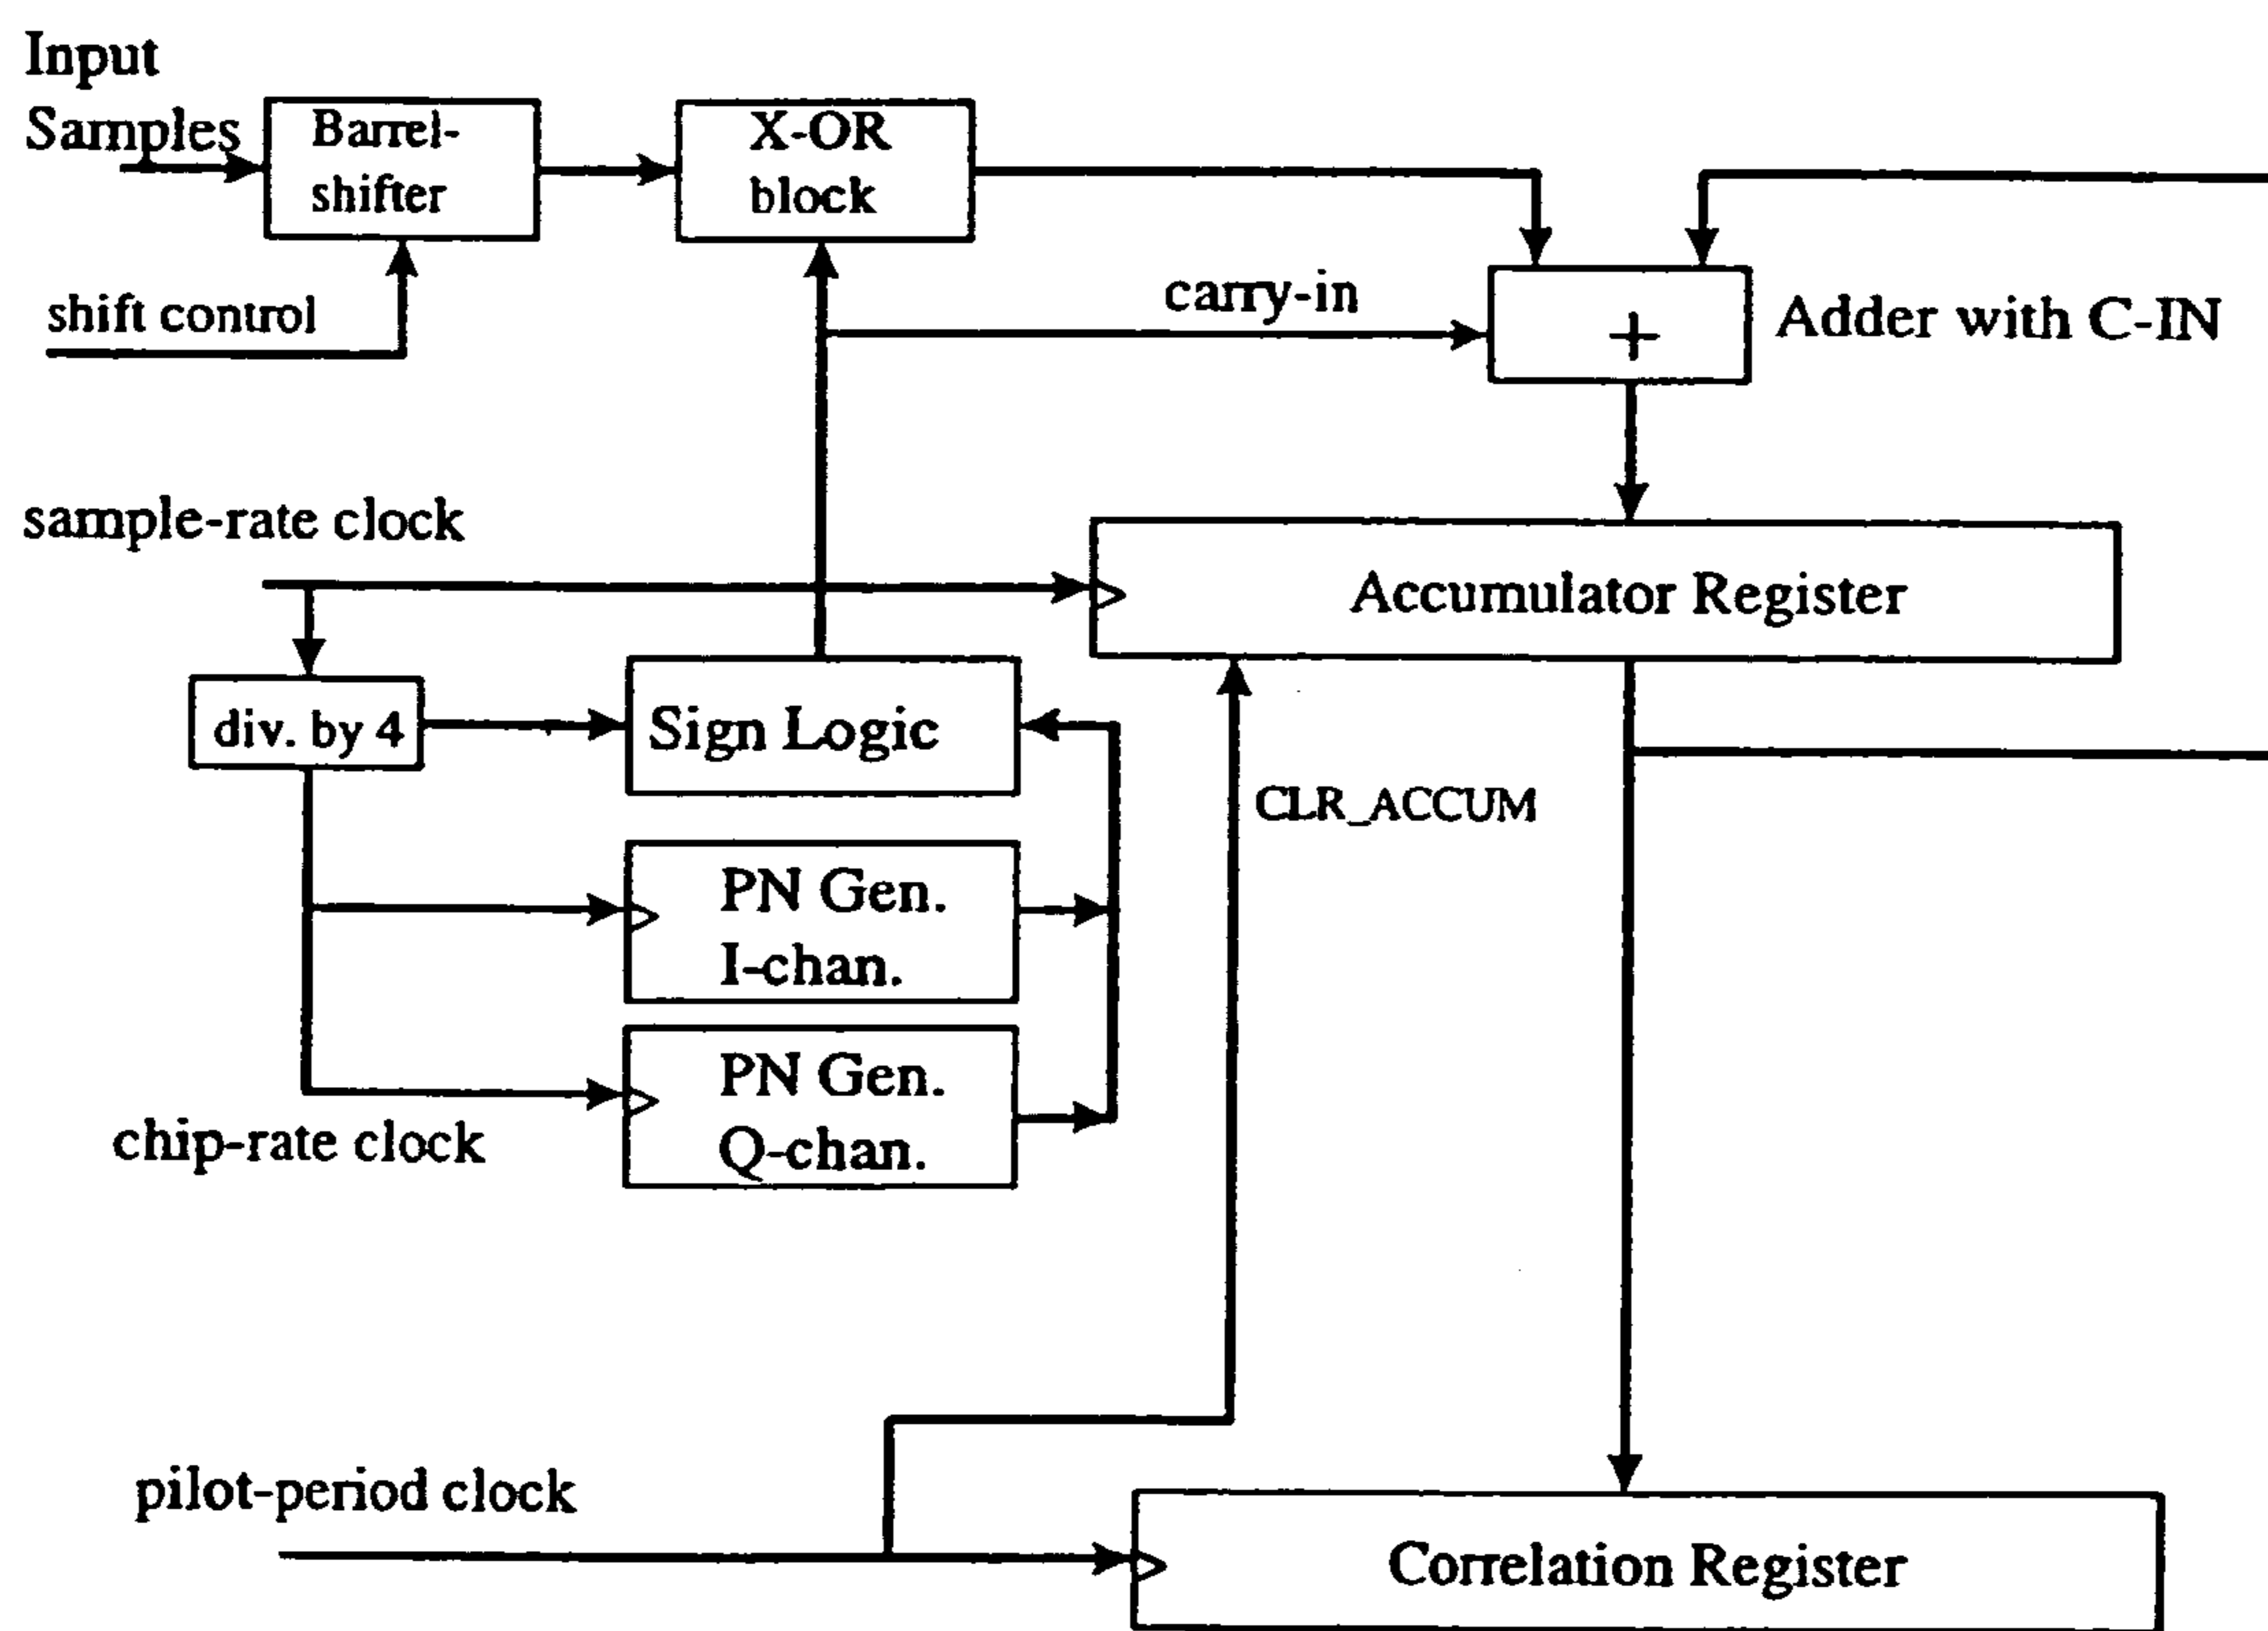 Input
Samples
Barrel-
shifter
X-OR
block
shift control
carry-in
+
Adder with C-IN
sample-rate clock
Accumulator Register
div. by 4
Sign Logic
CLR_ACCUM
PN Gen.
I-chan.
PN Gen.
Q-chan.
chip-rate clock
pilot-period clock
Correlation Register